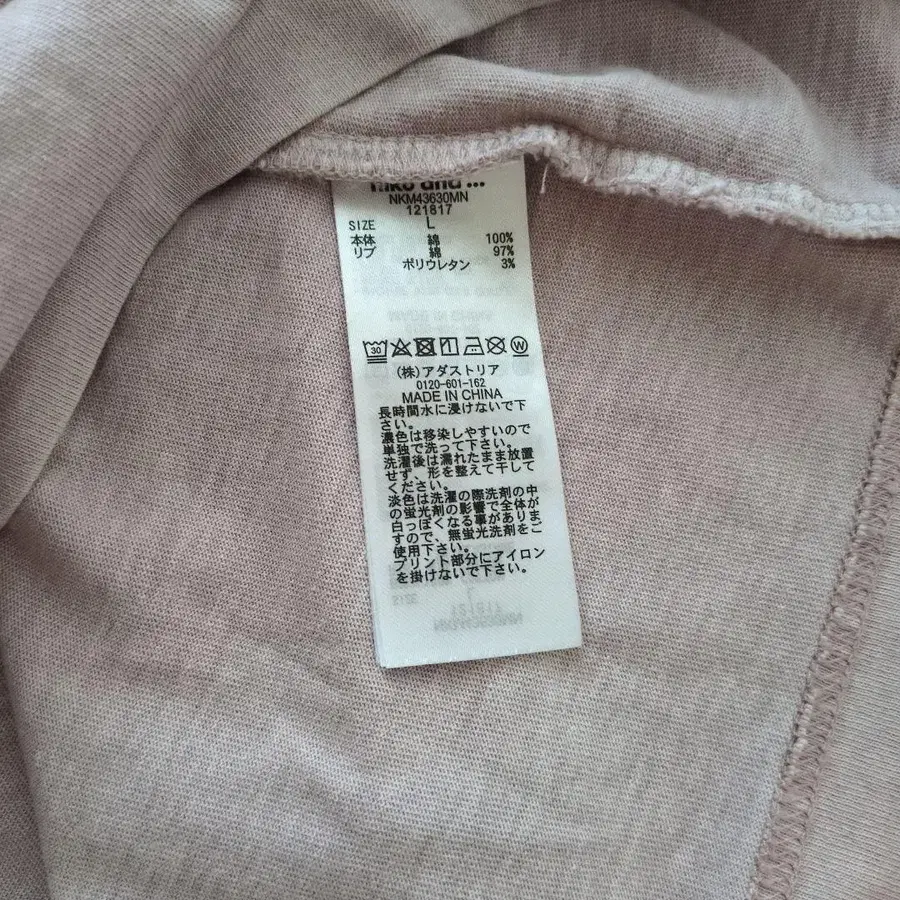 niko and ...
NKM43630MN
121817
SIZE L
本体 綿 100%
リブ 綿 97%
ポリウレタン 3%
30
W
(株)アダストリア
0120-601-162
MADE IN CHINA
長時間水に浸けないで下
さい。
濃色は移染しやすいので
単独で洗って下さい。
洗濯後は濡れたまま放置
せず、形を整えて干して
ください。
淡色は洗濯の際洗剤の中
の蛍光剤の影響で全体が
白っぽくなる事がありま
すので、無蛍光洗剤をご
使用下さい。
プリント部分にアイロン
を掛けないで下さい。